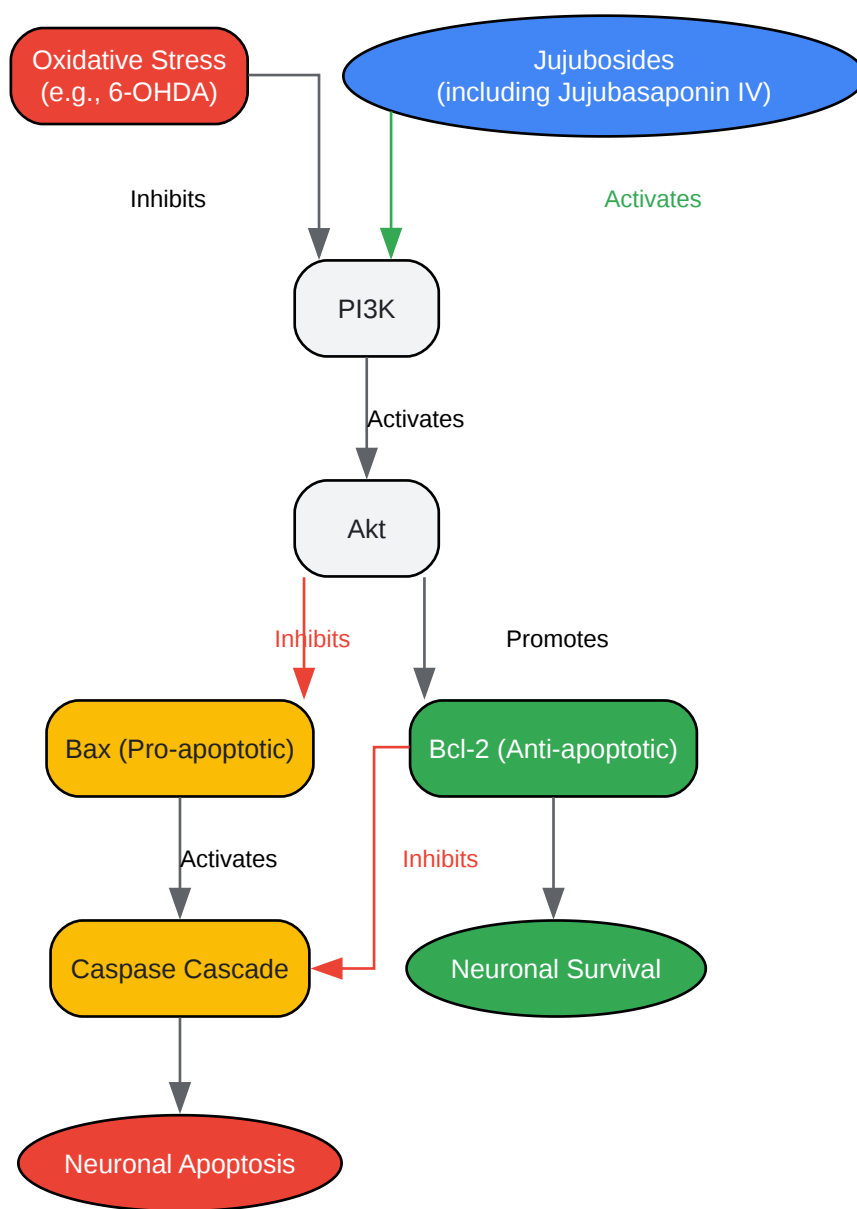 Oxidative Stress
(e.g., 6-OHDA)
Jujubosides
(including Jujubasaponin IV)
Inhibits
Activates
PI3K
Activates
Akt
Inhibits
Promotes
Bax (Pro-apoptotic)
Bcl-2 (Anti-apoptotic)
Activates
Inhibits
Caspase Cascade
Neuronal Survival
Neuronal Apoptosis